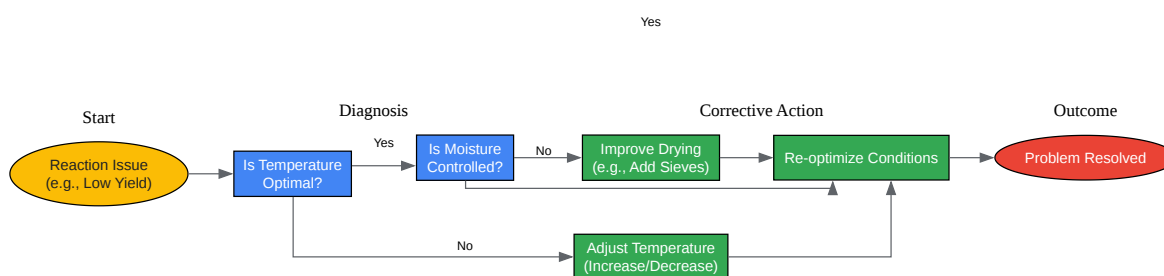 Yes
Start
Diagnosis
Corrective Action
Outcome
Reaction Issue
(e.g., Low Yield)
Is Temperature
Optimal?
Yes
Is Moisture
Controlled?
No
Improve Drying
(e.g., Add Sieves)
Re-optimize Conditions
Problem Resolved
No
Adjust Temperature
(Increase/Decrease)